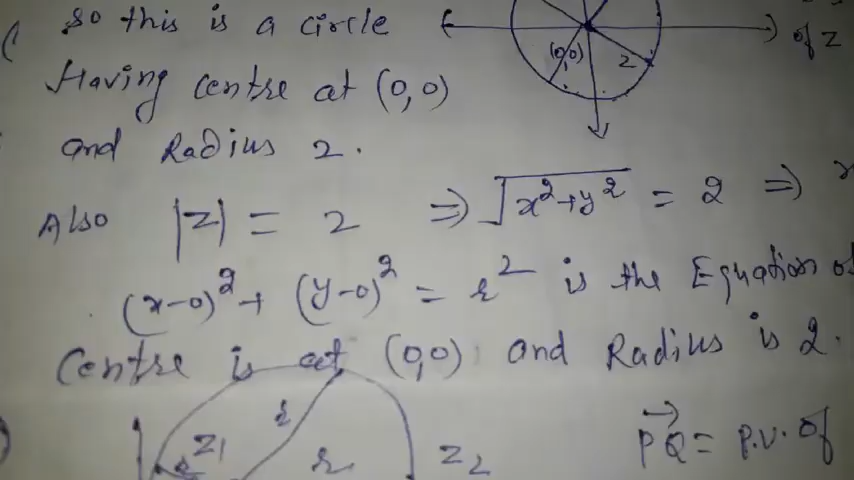 so this is a circle
Having centre at (0,0)
and Radius 2.
(0,0)
2
of z
Also |z| = 2 ⇒ √x²+y² = 2 ⇒
(x-0)² + (y-0)² = r² is the Equation of
Centre is at (0,0) and Radius is 2.
r
z₁
r
z₂
PQ⃗ = P.V. of